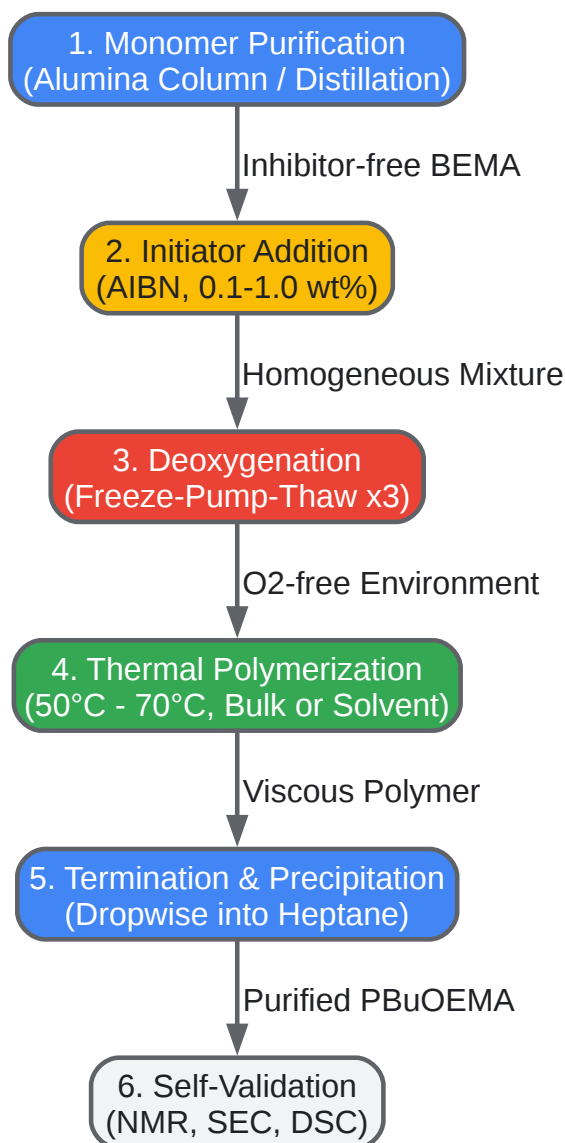 1. Monomer Purification
(Alumina Column / Distillation)
Inhibitor-free BEMA
2. Initiator Addition
(AIBN, 0.1-1.0 wt%)
Homogeneous Mixture
3. Deoxygenation
(Freeze-Pump-Thaw x3)
O2-free Environment
4. Thermal Polymerization
(50°C - 70°C, Bulk or Solvent)
Viscous Polymer
5. Termination & Precipitation
(Dropwise into Heptane)
Purified PBuOEMA
6. Self-Validation
(NMR, SEC, DSC)